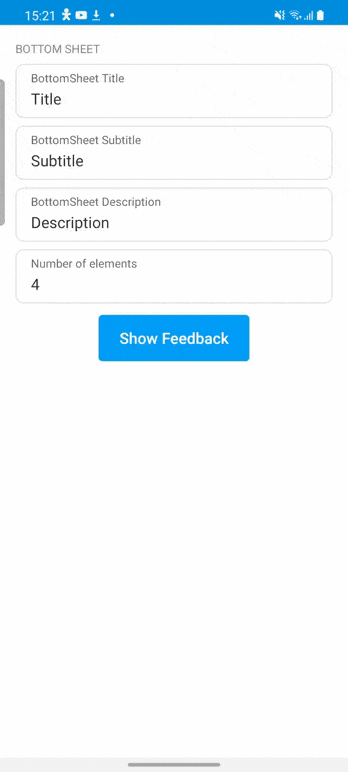 15:21
BOTTOM SHEET
BottomSheet Title
Title
BottomSheet Subtitle
Subtitle
BottomSheet Description
Description
Number of elements
4
Show Feedback